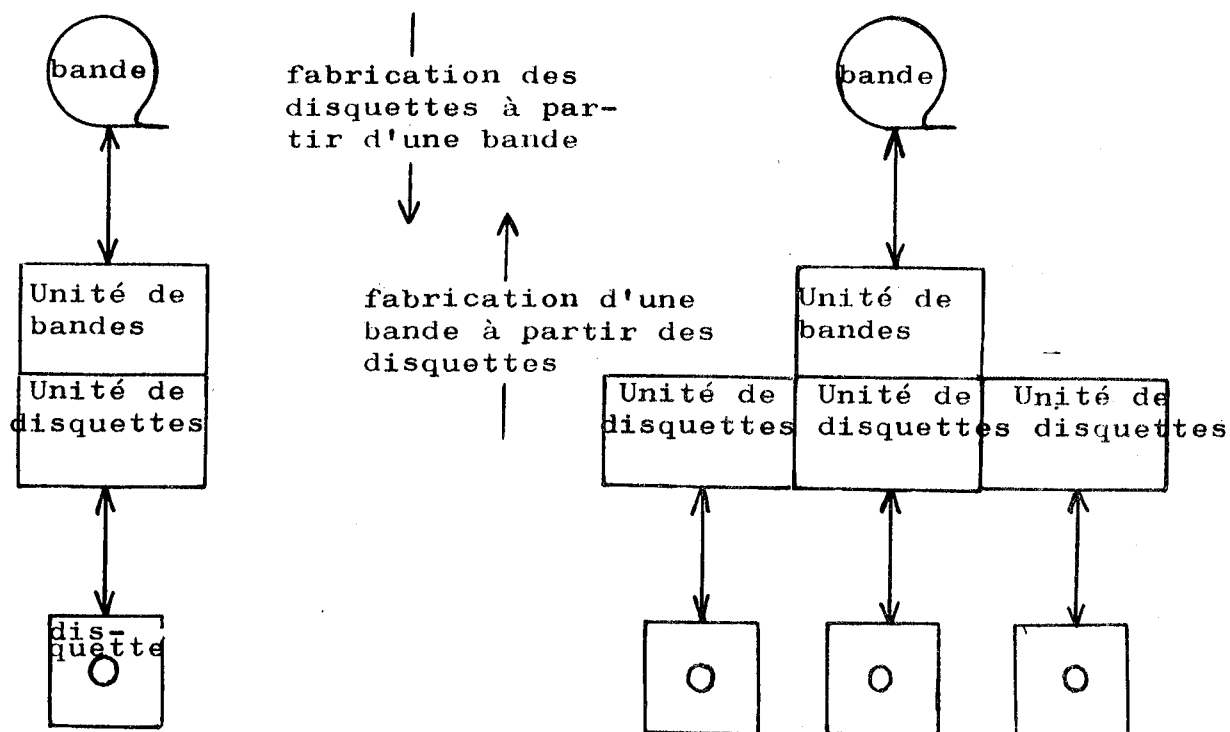 bande
fabrication des
disquettes à par-
tir d'une bande
bande
Unité de
bandes
fabrication d'une
bande à partir des
disquettes
Unité de
bandes
Unité de
disquettes
Unité de
disquettes
Unité de
disquettes
Unité de
disquettes
dis-
quette